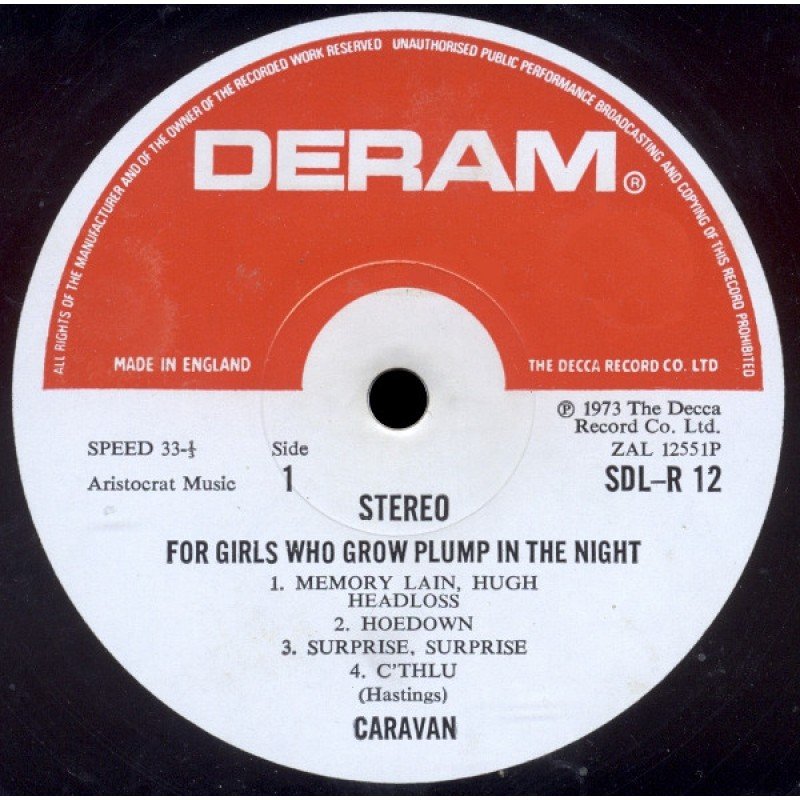 ALL RIGHTS OF THE MANUFACTURER AND OF THE OWNER OF THE RECORDED WORK RESERVED UNAUTHORISED PUBLIC PERFORMANCE BROADCASTING AND COPYING OF THIS RECORD PROHIBITED
DERAM®
MADE IN ENGLAND
THE DECCA RECORD CO. LTD
℗ 1973 The Decca
Record Co. Ltd.
SPEED 33-⅓
Side
ZAL 12551P
Aristocrat Music
1
SDL-R 12
STEREO
FOR GIRLS WHO GROW PLUMP IN THE NIGHT
1. MEMORY LAIN, HUGH
HEADLOSS
2. HOEDOWN
3. SURPRISE, SURPRISE
4. C'THLU
(Hastings)
CARAVAN